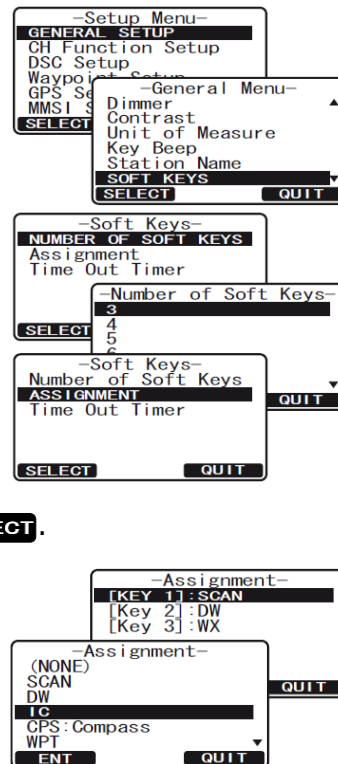 -Setup Menu-
GENERAL SETUP
CH Function Setup
DSC Setup
Waypoint Setup
GPS Se
MMSI S
SELECT
-General Menu-
Dimmer
Contrast
Unit of Measure
Key Beep
Station Name
SOFT KEYS
SELECT QUIT
-Soft Keys-
NUMBER OF SOFT KEYS
Assignment
Time Out Timer
SELECT
-Number of Soft Keys-
3
4
5
6
QUIT
-Soft Keys-
Number of Soft Keys
ASSIGNMENT
Time Out Timer
SELECT QUIT
ECT.
-Assignment-
[KEY 1]:SCAN
[Key 2]:DW
[Key 3]:WX
QUIT
-Assignment-
(NONE)
SCAN
DW
IC
CPS:Compass
WPT
ENT QUIT